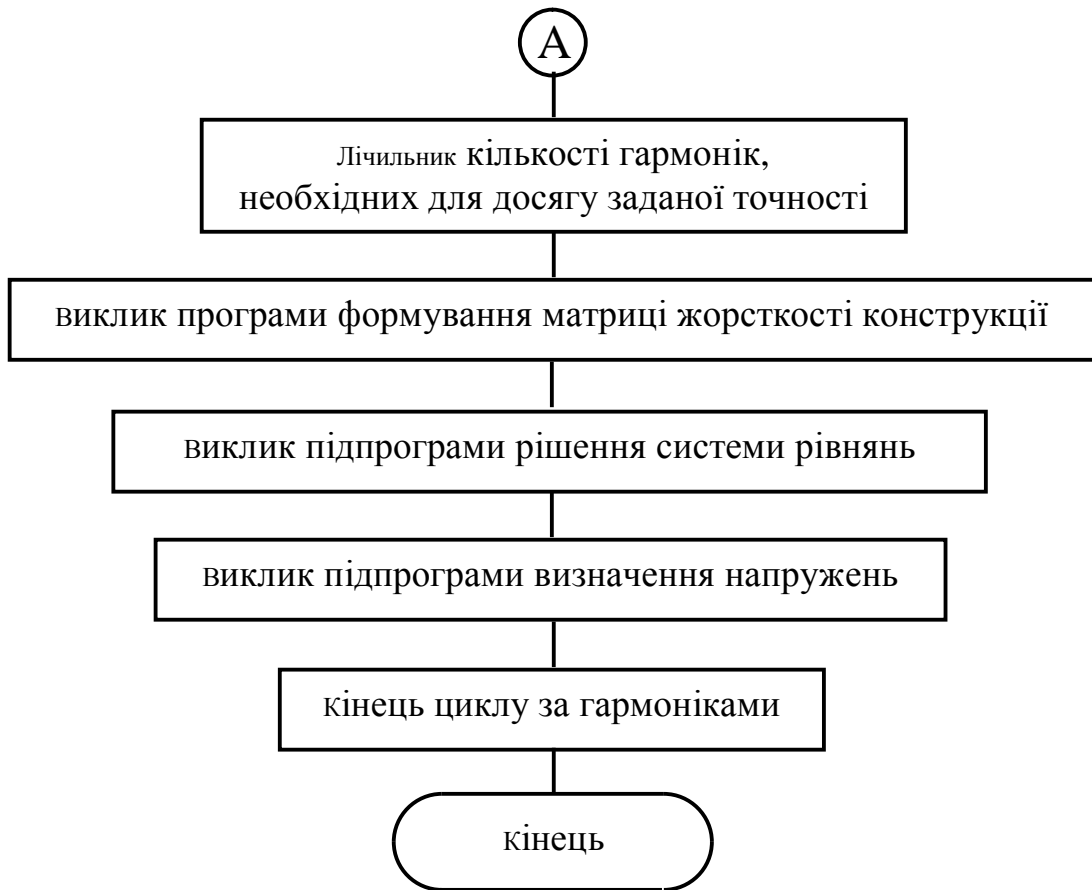 А
Лічильник кількості гармонік,
необхідних для досягу заданої точності
Виклик програми формування матриці жорсткості конструкції
Виклик підпрограми рішення системи рівнянь
Виклик підпрограми визначення напружень
Кінець циклу за гармоніками
Кінець